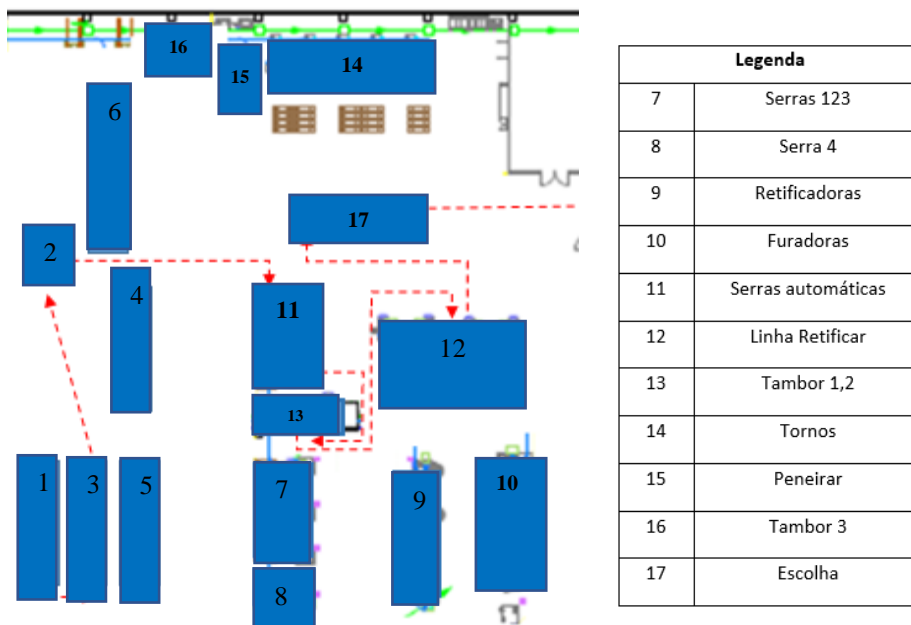 16
15
14
6
17
2
4
11
12
13
1
3
5
7
9
10
8
Legenda
7 Serras 123
8 Serra 4
9 Retificadoras
10 Furadoras
11 Serras automáticas
12 Linha Retificar
13 Tambor 1,2
14 Tornos
15 Peneirar
16 Tambor 3
17 Escolha